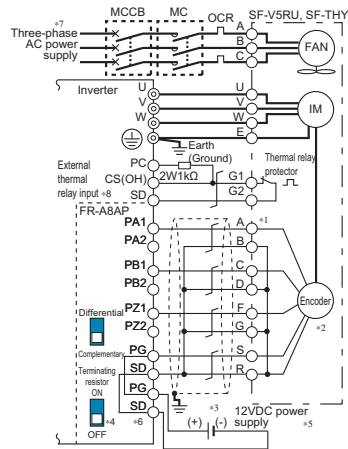 *7 MCCB MC OCR SF-V5RU, SF-THY
Three-phase
AC power
supply
A
B
C
FAN
Inverter
U U
V V
W W
E
IM
Earth
(Ground)
External
thermal
relay input *8
PC
CS(OH) 2W1kΩ G1
SD G2
Thermal relay
protector
FR-A8AP
PA1 A *1
PA2 B
PB1 C
PB2 D
PZ1 F
PZ2 G
PG S
SD R
PG
SD
Encoder
*2
Differential
Complementary
Terminating
resistor
ON
*4
OFF
*6
*3
(+) (-)
12VDC power
supply *5